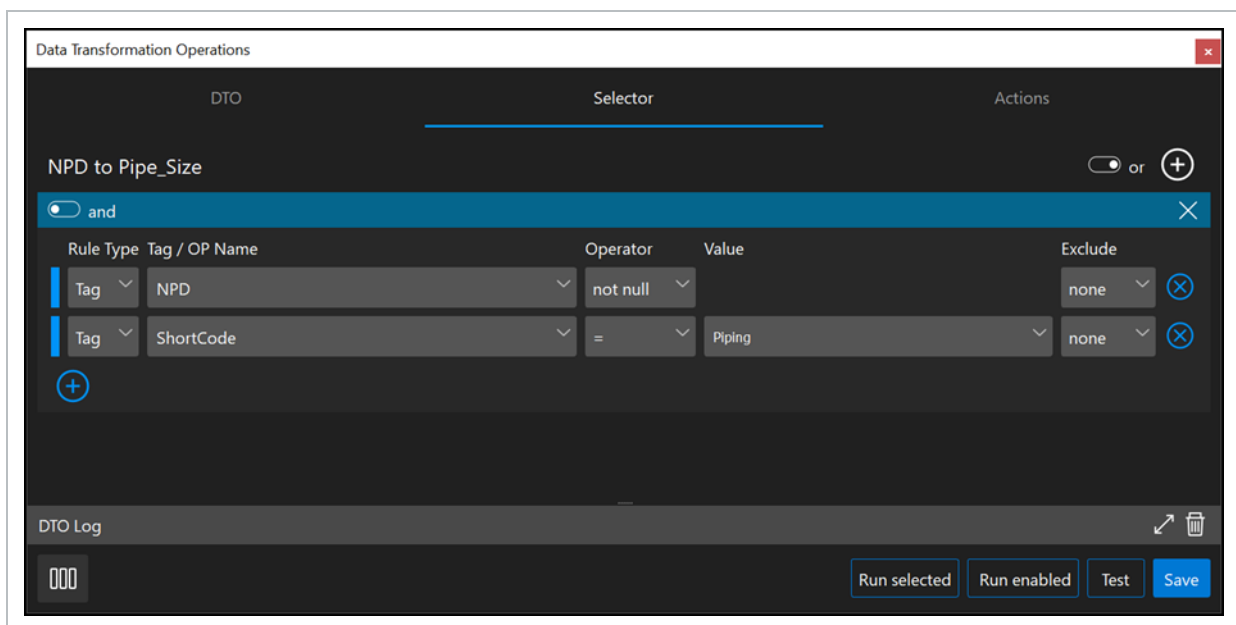 Data Transformation Operations
DTO Selector Actions
NPD to Pipe_Size or
and
Rule Type Tag / OP Name Operator Value Exclude
Tag NPD not null none
Tag ShortCode = Piping none
DTO Log
Run selected Run enabled Test Save